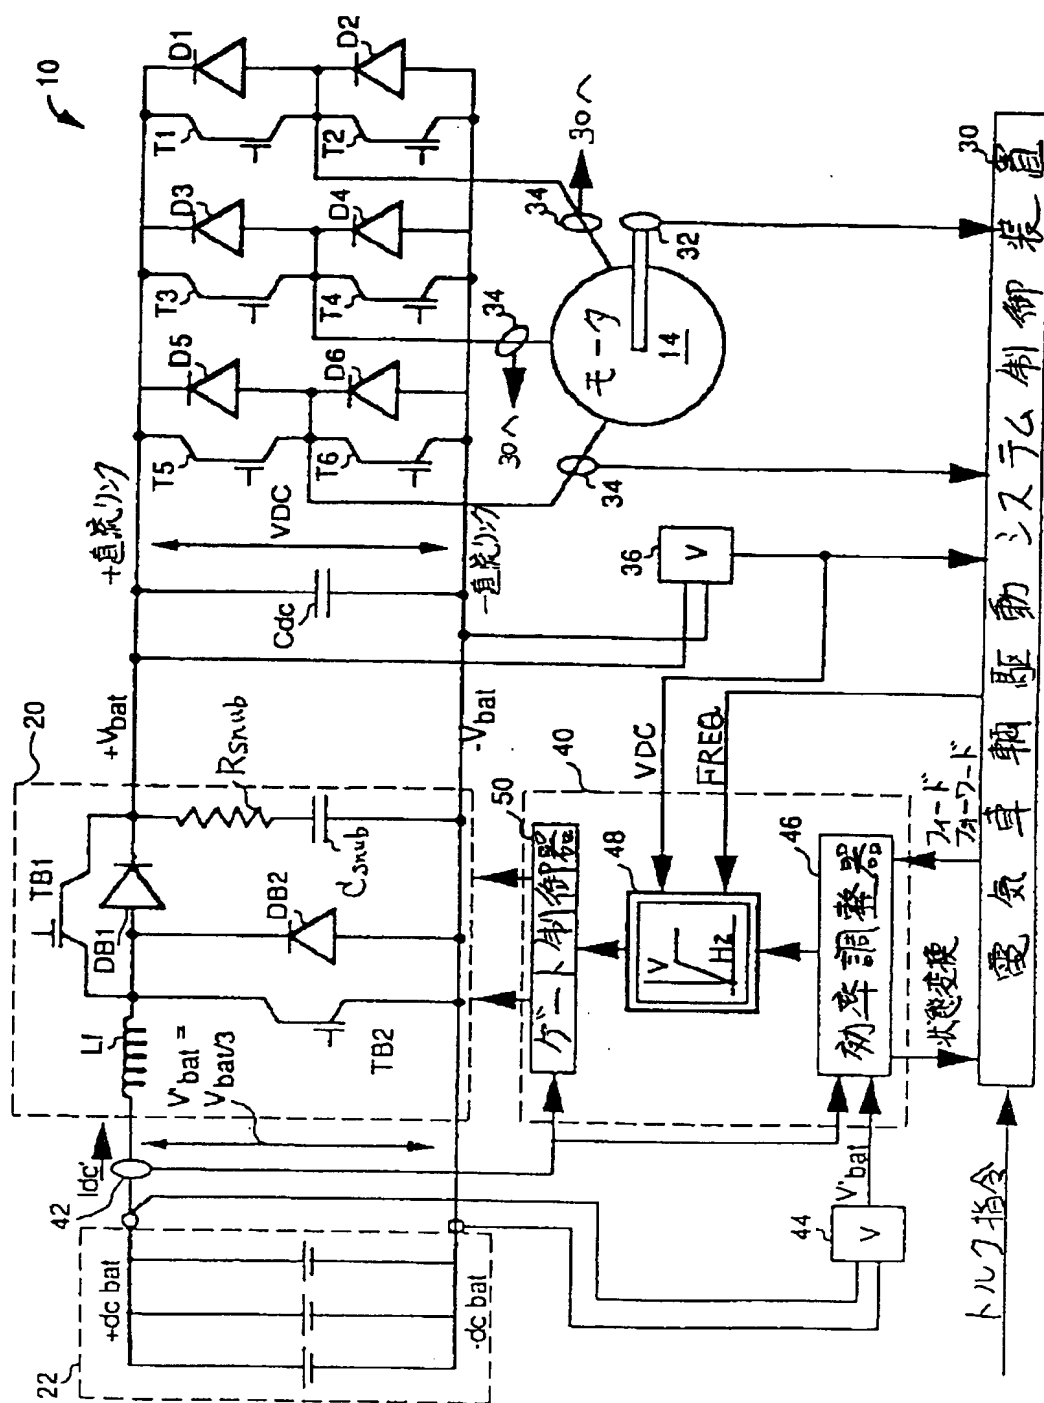 10
22
+dc bat
-dc bat
42
Idc'
V'bat =
Vbat/3
Lf
TB1
DB1
TB2
DB2
20
Rsnub
Csnub
+Vbat
-Vbat
+直流リンク
VDC
Cdc
-直流リンク
T5
D5
T6
D6
T3
D3
T4
D4
T1
D1
T2
D2
34
30へ
34
30へ
34
モータ
14
32
36
V
VDC
FREQ
40
50
ゲート制御器
48
V
Hz
46
効率調整器
44
V
V'bat
状態変換
フィード
フォーワード
トルク指令
30
電気車輌駆動システム制御装置